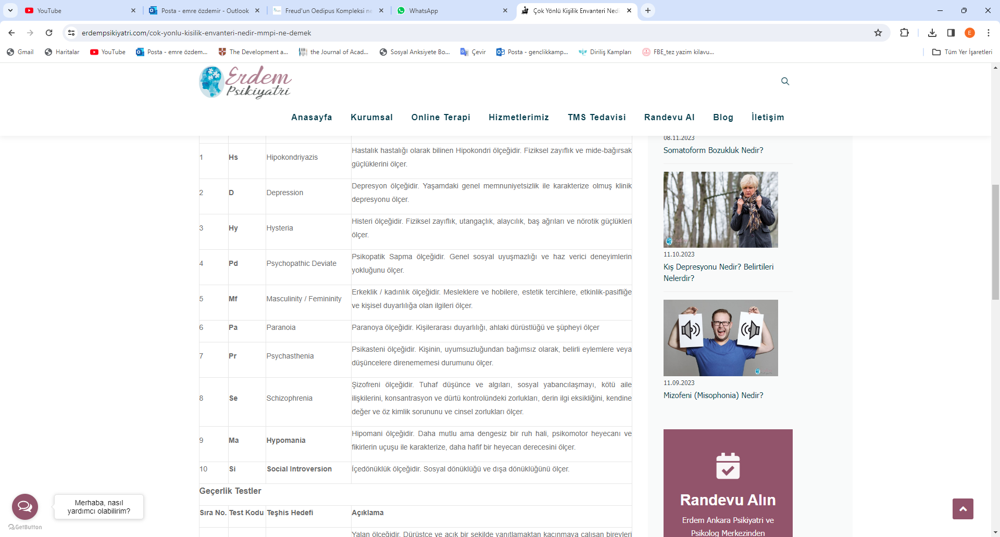 YouTube
Posta - emre özdemir - Outlook
Freud'un Oedipus Kompleksi ne
WhatsApp
Çok Yönlü Kişilik Envanteri Nedi
erdempsikiyatri.com/cok-yonlu-kisilik-envanteri-nedir-mmpi-ne-demek
E
Gmail
Haritalar
YouTube
Posta - emre özdem...
The Development a...
the Journal of Acad...
Sosyal Anksiyete Bo...
Çevir
Posta - genclikkamp...
Diriliş Kampları
FBE_tez yazim kilavu...
Tüm Yer İşaretleri
Erdem
Psikiyatri
Anasayfa
Kurumsal
Online Terapi
Hizmetlerimiz
TMS Tedavisi
Randevu Al
Blog
İletişim
1
Hs
Hipokondriyazis
Hastalık hastalığı olarak bilinen Hipokondri ölçeğidir. Fiziksel zayıflık ve mide-bağırsak
güçlüklerini ölçer.
2
D
Depression
Depresyon ölçeğidir. Yaşamdaki genel memnuniyetsizlik ile karakterize olmuş klinik
depresyonu ölçer.
3
Hy
Hysteria
Histeri ölçeğidir. Fiziksel zayıflık, utangaçlık, alaycılık, baş ağrıları ve nörotik güçlükleri
ölçer.
4
Pd
Psychopathic Deviate
Psikopatik Sapma ölçeğidir. Genel sosyal uyuşmazlığı ve haz verici deneyimlerin
yokluğunu ölçer.
5
Mf
Masculinity / Femininity
Erkeklik / kadınlık ölçeğidir. Mesleklere ve hobilere, estetik tercihlere, etkinlik-pasifliğe
ve kişisel duyarlılığa olan ilgileri ölçer.
6
Pa
Paranoia
Paranoya ölçeğidir. Kişilerarası duyarlılığı, ahlaki dürüstlüğü ve şüpheyi ölçer
7
Pr
Psychasthenia
Psikasteni ölçeğidir. Kişinin, uyumsuzluğundan bağımsız olarak, belirli eylemlere veya
düşüncelere direnememesi durumunu ölçer.
8
Se
Schizophrenia
Şizofreni ölçeğidir. Tuhaf düşünce ve algıları, sosyal yabancılaşmayı, kötü aile
ilişkilerini, konsantrasyon ve dürtü kontrolündeki zorlukları, derin ilgi eksikliğini, kendine
değer ve öz kimlik sorununu ve cinsel zorlukları ölçer.
9
Ma
Hypomania
Hipomani ölçeğidir. Daha mutlu ama dengesiz bir ruh hali, psikomotor heyecanı ve
fikirlerin uçuşu ile karakterize, daha hafif bir heyecan derecesini ölçer.
10
Si
Social Introversion
İçedönüklük ölçeğidir. Sosyal dönüklüğü ve dışa dönüklüğünü ölçer.
Geçerlik Testler
Sıra No.
Test Kodu
Teşhis Hedefi
Açıklama
Yalan ölçeğidir. Dürüstçe ve açık bir şekilde yanıtlamaktan kaçınmaya çalışan bireyleri
08.11.2023
Somatoform Bozukluk Nedir?
11.10.2023
Kış Depresyonu Nedir? Belirtileri
Nelerdir?
11.09.2023
Mizofeni (Misophonia) Nedir?
Randevu Alın
Erdem Ankara Psikiyatri ve
Psikolog Merkezinden
Merhaba, nasıl
yardımcı olabilirim?
GetButton